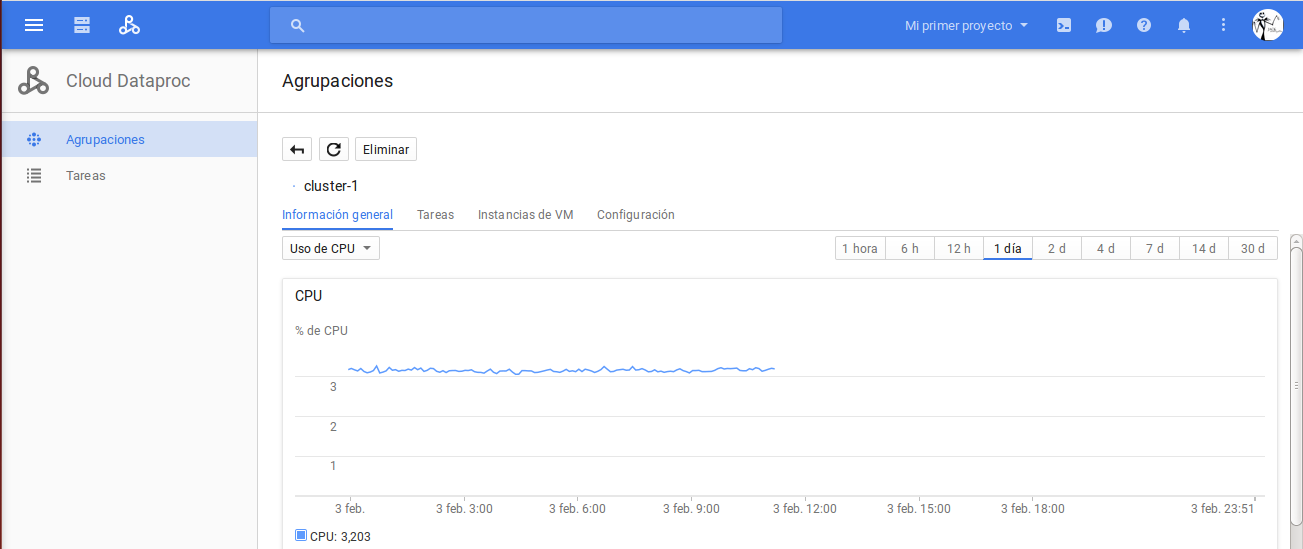 Mi primer proyecto
Cloud Dataproc
Agrupaciones
Agrupaciones
Tareas
Eliminar
cluster-1
Información general Tareas Instancias de VM Configuración
Uso de CPU 1 hora 6 h 12 h 1 día 2 d 4 d 7 d 14 d 30 d
CPU
% de CPU
3
2
1
3 feb. 3 feb. 3:00 3 feb. 6:00 3 feb. 9:00 3 feb. 12:00 3 feb. 15:00 3 feb. 18:00 3 feb. 23:51
CPU: 3,203